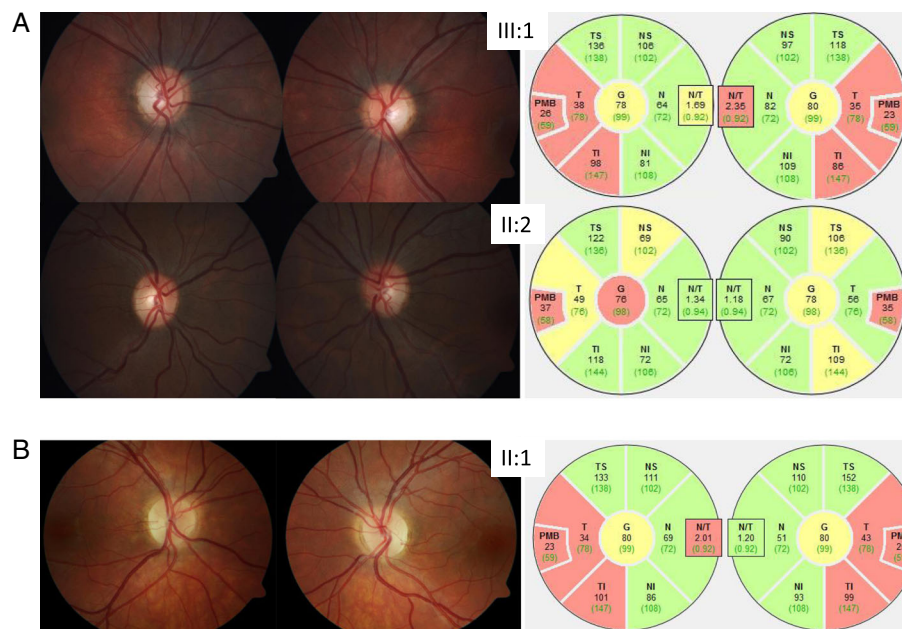 A
III:1
TS
136
(138)
NS
106
(102)
PMB
26
(59)
T
38
(78)
G
78
(99)
N
64
(72)
N/T
1.69
(0.92)
TI
98
(147)
NI
81
(108)
NS
97
(102)
TS
118
(138)
N/T
2.35
(0.92)
N
82
(72)
G
80
(99)
T
35
(78)
PMB
23
(59)
NI
109
(108)
TI
86
(147)
II:2
TS
122
(136)
NS
69
(102)
PMB
37
(58)
T
49
(76)
G
76
(98)
N
65
(72)
N/T
1.34
(0.94)
TI
118
(144)
NI
72
(106)
NS
90
(102)
TS
106
(136)
N/T
1.18
(0.94)
N
67
(72)
G
78
(98)
T
56
(76)
PMB
35
(58)
NI
72
(106)
TI
109
(144)
B
II:1
TS
133
(138)
NS
111
(102)
PMB
23
(59)
T
34
(78)
G
80
(99)
N
69
(72)
N/T
2.01
(0.92)
TI
101
(147)
NI
86
(108)
NS
110
(102)
TS
152
(138)
N/T
1.20
(0.92)
N
51
(72)
G
80
(99)
T
43
(78)
PMB
NI
93
(108)
TI
99
(147)